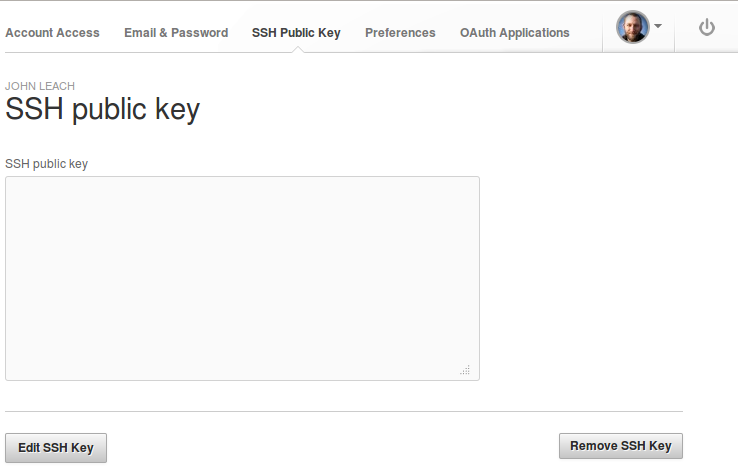 Account Access Email & Password SSH Public Key Preferences OAuth Applications
JOHN LEACH
SSH public key
SSH public key
Edit SSH Key Remove SSH Key